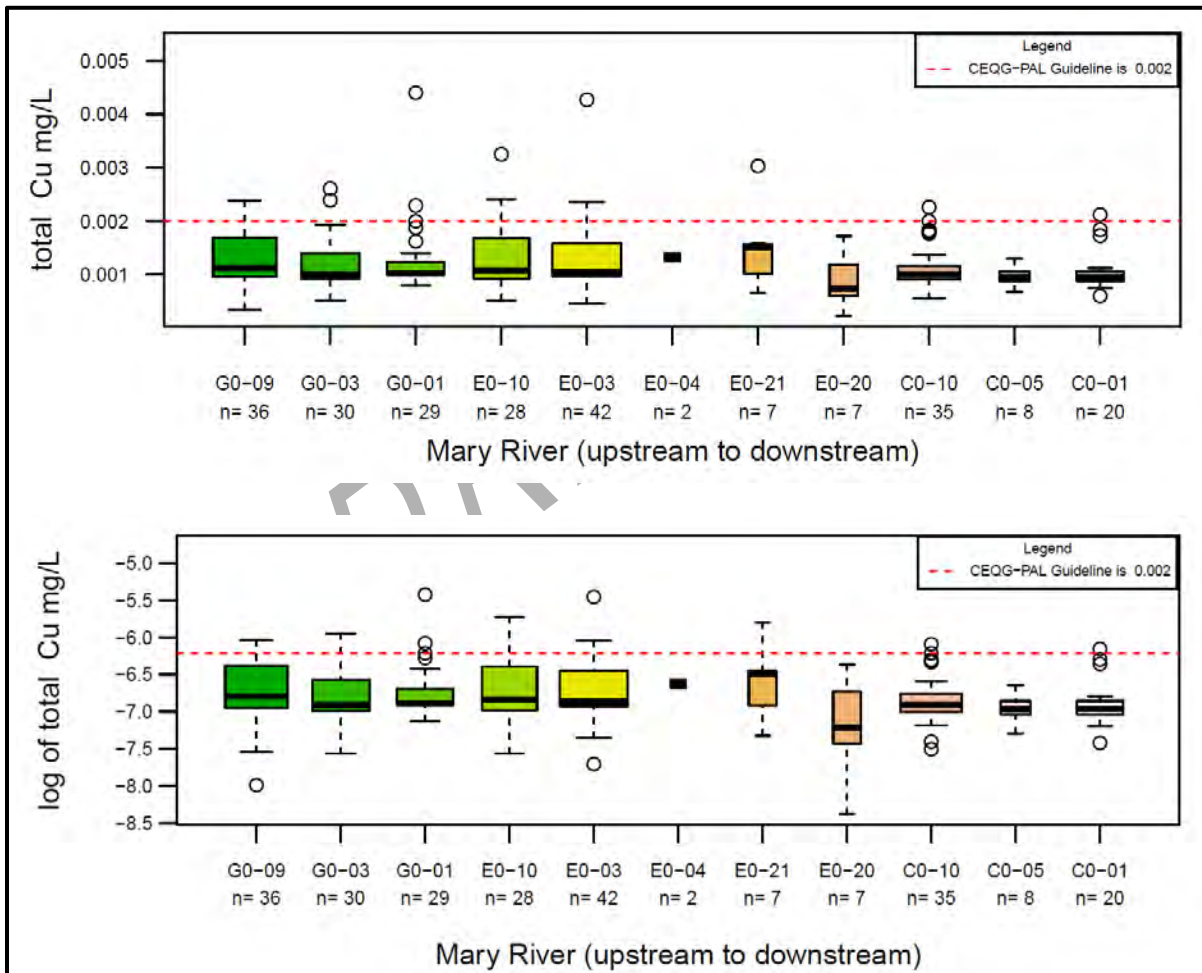 total Cu mg/L
0.005
0.004
0.003
0.002
0.001
Legend
CEQG-PAL Guideline is 0.002
G0-09 G0-03 G0-01 E0-10 E0-03 E0-04 E0-21 E0-20 C0-10 C0-05 C0-01
n= 36 n= 30 n= 29 n= 28 n= 42 n= 2 n= 7 n= 7 n= 35 n= 8 n= 20
Mary River (upstream to downstream)
log of total Cu mg/L
-5.0
-5.5
-6.0
-6.5
-7.0
-7.5
-8.0
-8.5
Legend
CEQG-PAL Guideline is 0.002
G0-09 G0-03 G0-01 E0-10 E0-03 E0-04 E0-21 E0-20 C0-10 C0-05 C0-01
n= 36 n= 30 n= 29 n= 28 n= 42 n= 2 n= 7 n= 7 n= 35 n= 8 n= 20
Mary River (upstream to downstream)